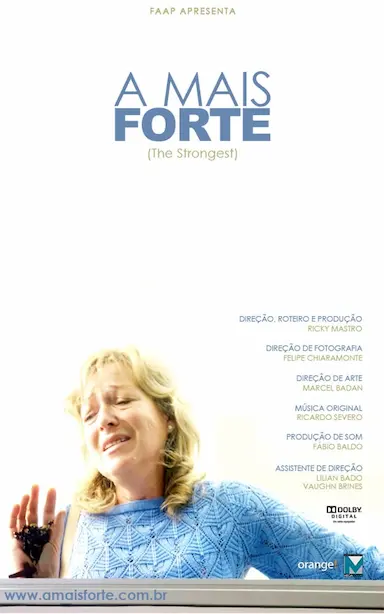 FAAP APRESENTA
A MAIS
FORTE
(The Strongest)
DIREÇÃO, ROTEIRO E PRODUÇÃO
RICKY MASTRO
DIREÇÃO DE FOTOGRAFIA
FELIPE CHIARAMONTE
DIREÇÃO DE ARTE
MARCEL BADAN
MÚSICA ORIGINAL
RICARDO SEVERO
PRODUÇÃO DE SOM
FÁBIO BALDO
ASSISTENTE DE DIREÇÃO
LILIAN BADO
VAUGHN BRINES
DOLBY
DIGITAL
orange
www.amaisforte.com.br